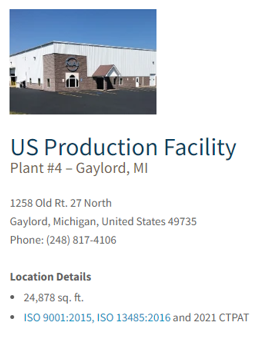 US Production Facility
Plant #4 – Gaylord, MI
1258 Old Rt. 27 North
Gaylord, Michigan, United States 49735
Phone: (248) 817-4106
Location Details
• 24,878 sq. ft.
• ISO 9001:2015, ISO 13485:2016 and 2021 CTPAT